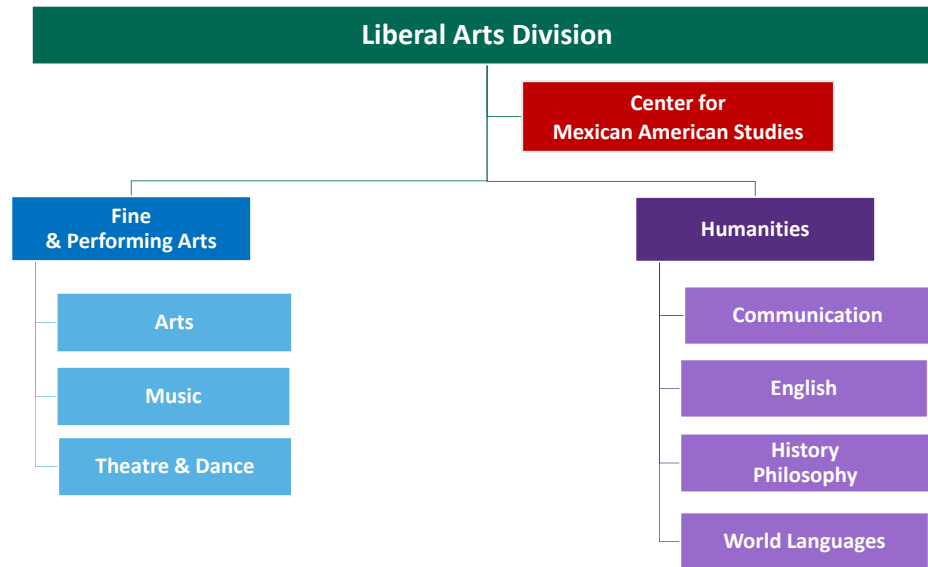 Liberal Arts Division
Center for
Mexican American Studies
Fine
& Performing Arts
Arts
Music
Theatre & Dance
Humanities
Communication
English
History
Philosophy
World Languages